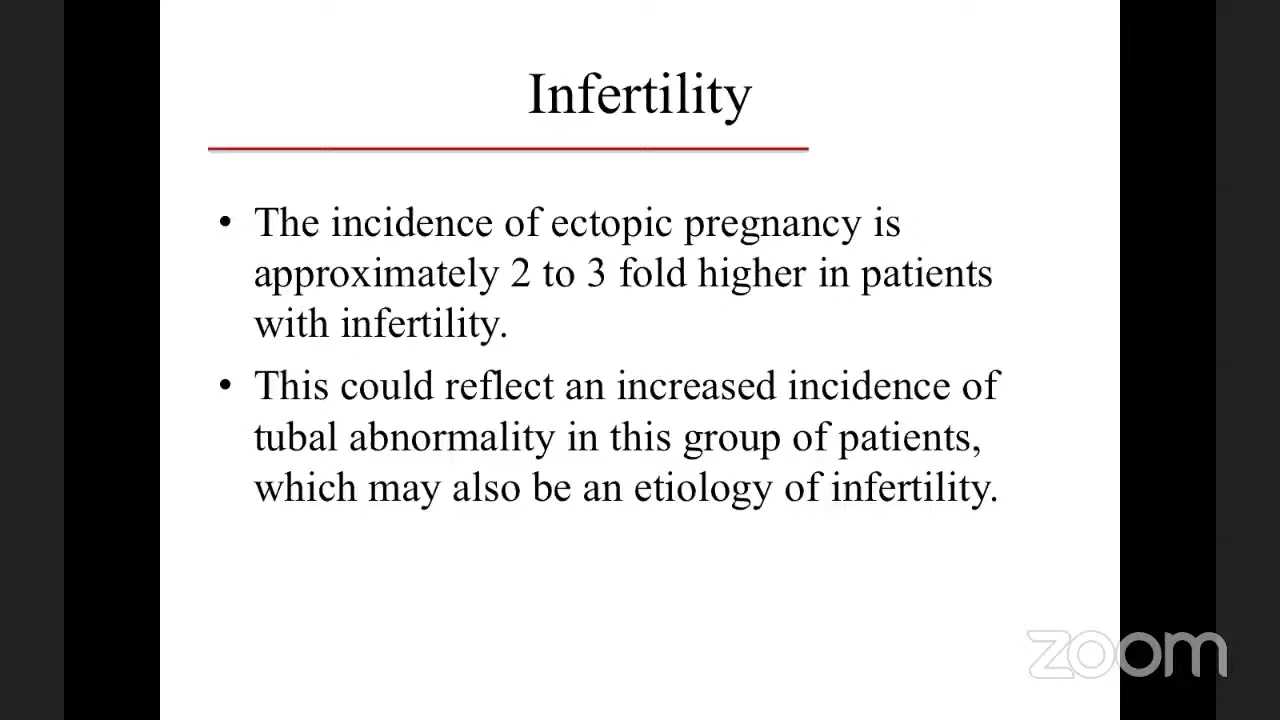 Infertility
• The incidence of ectopic pregnancy is
approximately 2 to 3 fold higher in patients
with infertility.
• This could reflect an increased incidence of
tubal abnormality in this group of patients,
which may also be an etiology of infertility.
zoom